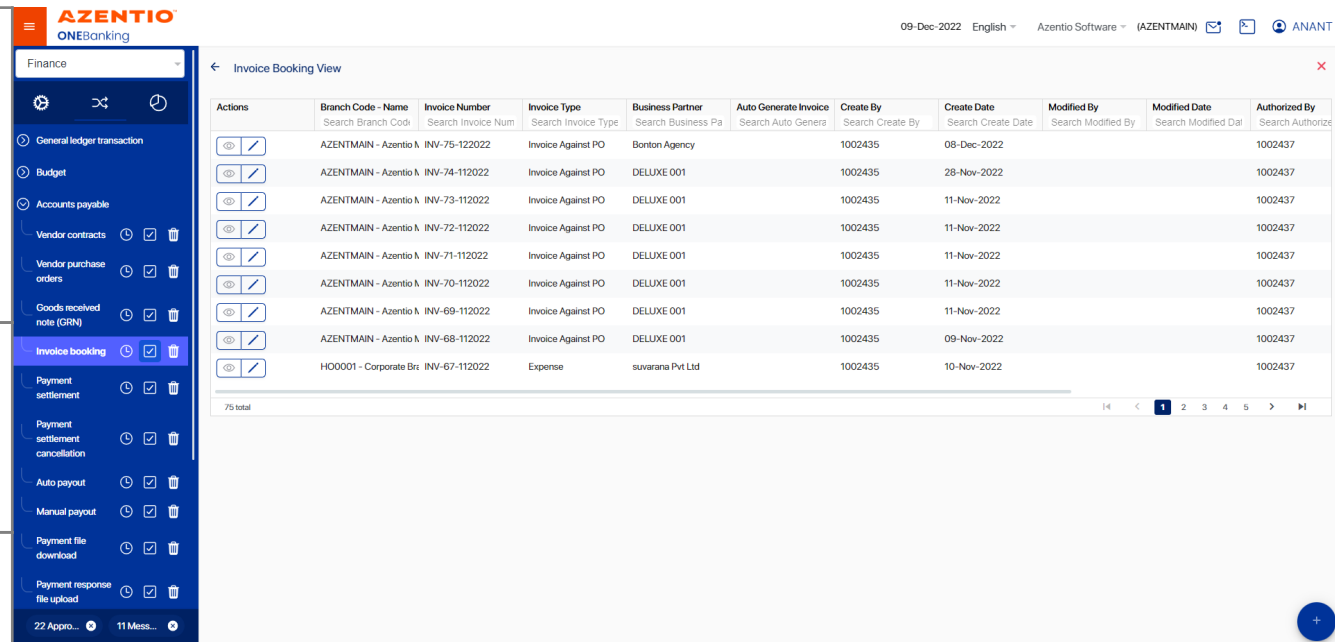 AZENTIO
ONEBanking
09-Dec-2022 English Azentio Software (AZENTMAIN) ANANT
Finance
General ledger transaction
Budget
Accounts payable
Vendor contracts
Vendor purchase
orders
Goods received
note (GRN)
Invoice booking
Payment
settlement
Payment
settlement
cancellation
Auto payout
Manual payout
Payment file
download
Payment response
file upload
22 Appro... 11 Mess...
Invoice Booking View
Actions Branch Code - Name Invoice Number Invoice Type Business Partner Auto Generate Invoice Create By Create Date Modified By Modified Date Authorized By
Search Branch Code Search Invoice Num Search Invoice Type Search Business Pa Search Auto Genera Search Create By Search Create Date Search Modified By Search Modified Dat Search Authorize
AZENTMAIN - Azentio M INV-75-122022 Invoice Against PO Bonton Agency 1002435 08-Dec-2022 1002437
AZENTMAIN - Azentio M INV-74-112022 Invoice Against PO DELUXE 001 1002435 28-Nov-2022 1002437
AZENTMAIN - Azentio M INV-73-112022 Invoice Against PO DELUXE 001 1002435 11-Nov-2022 1002437
AZENTMAIN - Azentio M INV-72-112022 Invoice Against PO DELUXE 001 1002435 11-Nov-2022 1002437
AZENTMAIN - Azentio M INV-71-112022 Invoice Against PO DELUXE 001 1002435 11-Nov-2022 1002437
AZENTMAIN - Azentio M INV-70-112022 Invoice Against PO DELUXE 001 1002435 11-Nov-2022 1002437
AZENTMAIN - Azentio M INV-69-112022 Invoice Against PO DELUXE 001 1002435 11-Nov-2022 1002437
AZENTMAIN - Azentio M INV-68-112022 Invoice Against PO DELUXE 001 1002435 09-Nov-2022 1002437
HO0001 - Corporate Bra INV-67-112022 Expense suvarana Pvt Ltd 1002435 10-Nov-2022 1002437
75 total 1 2 3 4 5